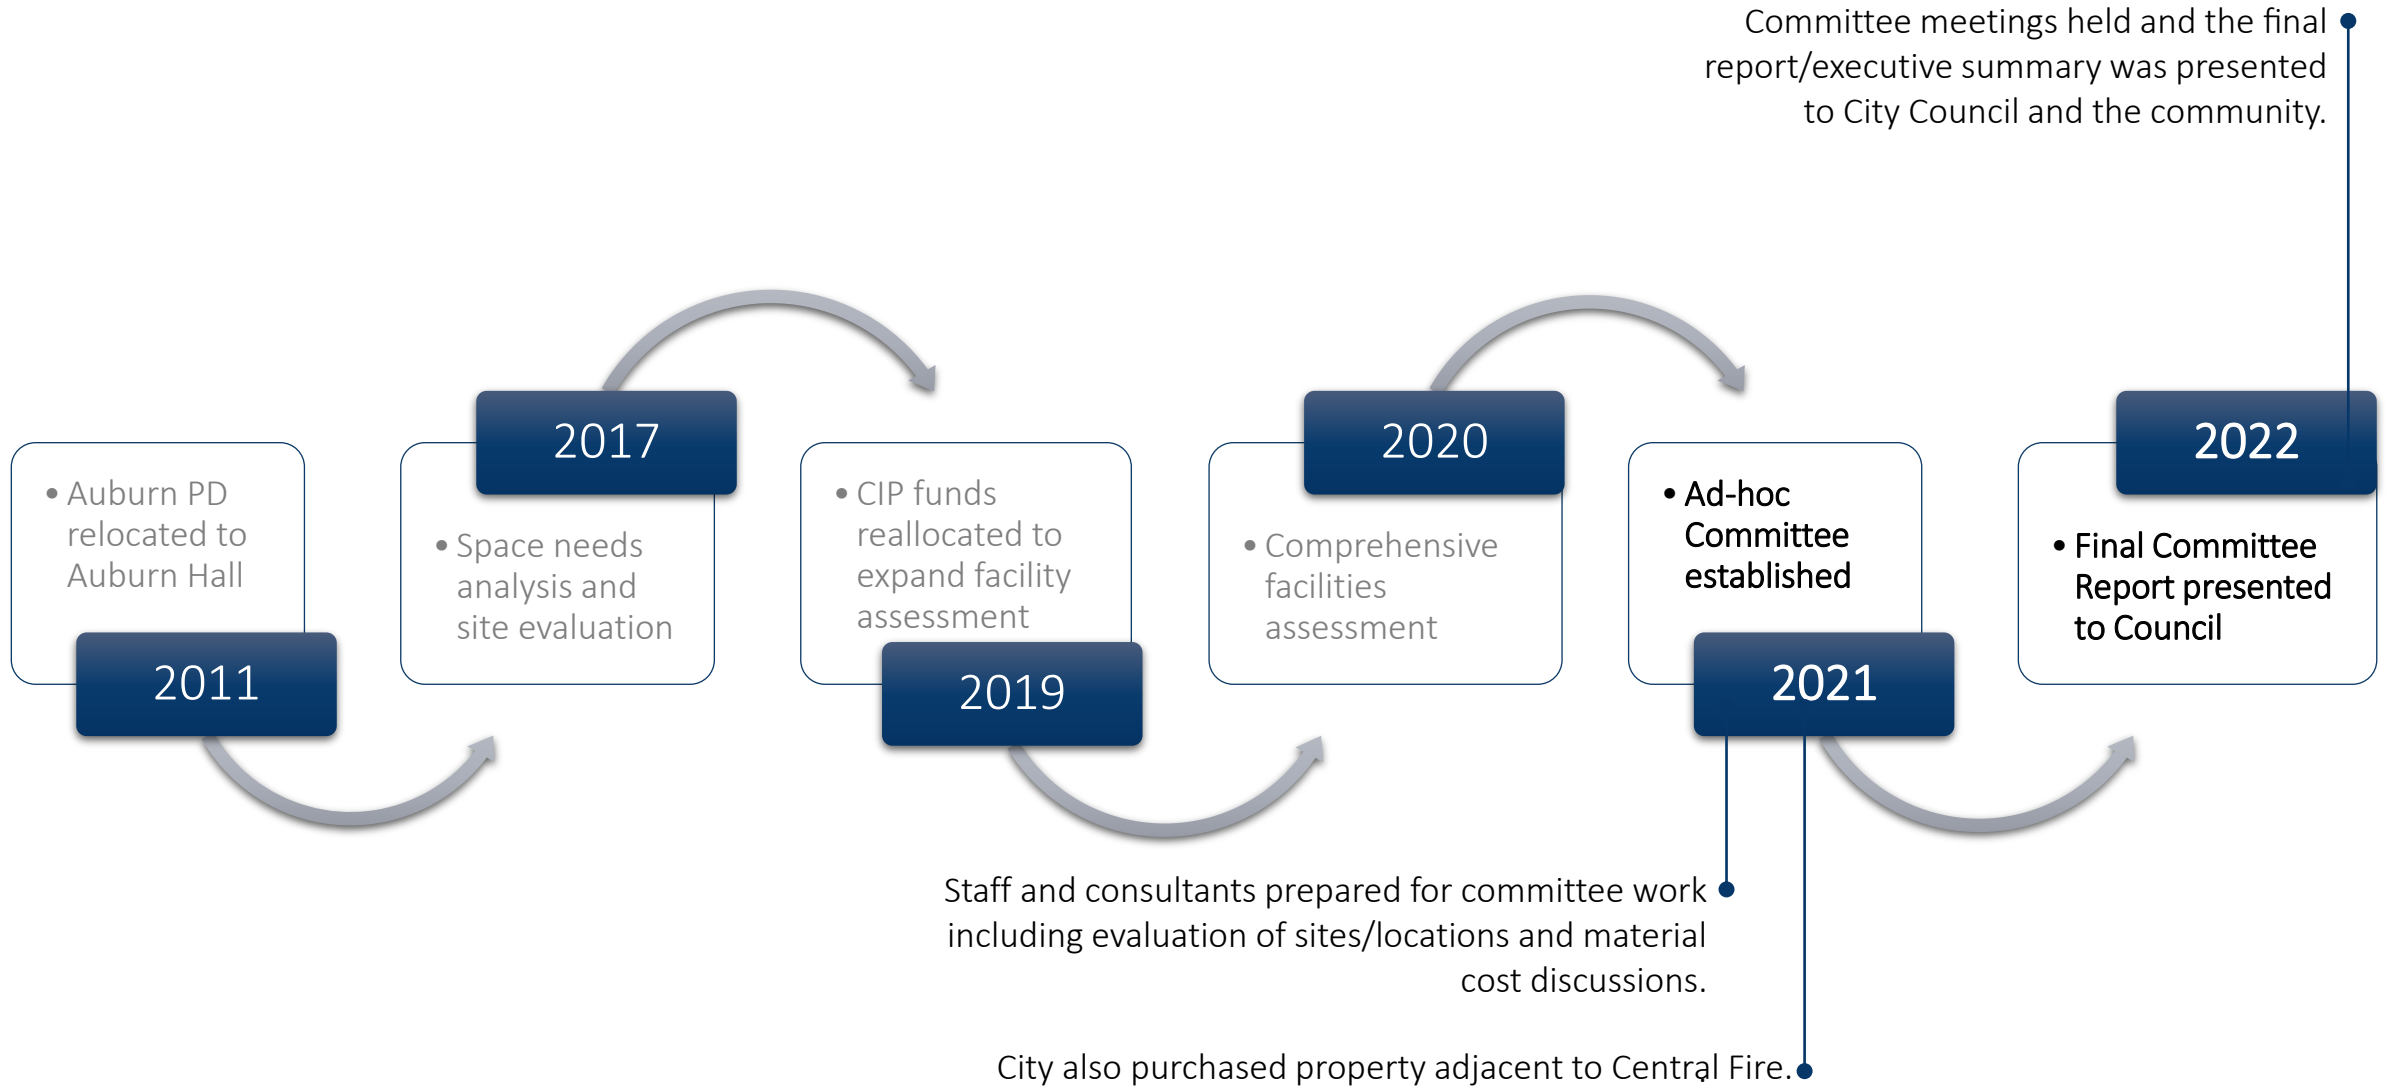 Committee meetings held and the final
report/executive summary was presented
to City Council and the community.
• Auburn PD
relocated to
Auburn Hall
2011
2017
• Space needs
analysis and
site evaluation
• CIP funds
reallocated to
expand facility
assessment
2019
2020
• Comprehensive
facilities
assessment
• Ad-hoc
Committee
established
2021
2022
• Final Committee
Report presented
to Council
Staff and consultants prepared for committee work
including evaluation of sites/locations and material
cost discussions.
City also purchased property adjacent to Central Fire.